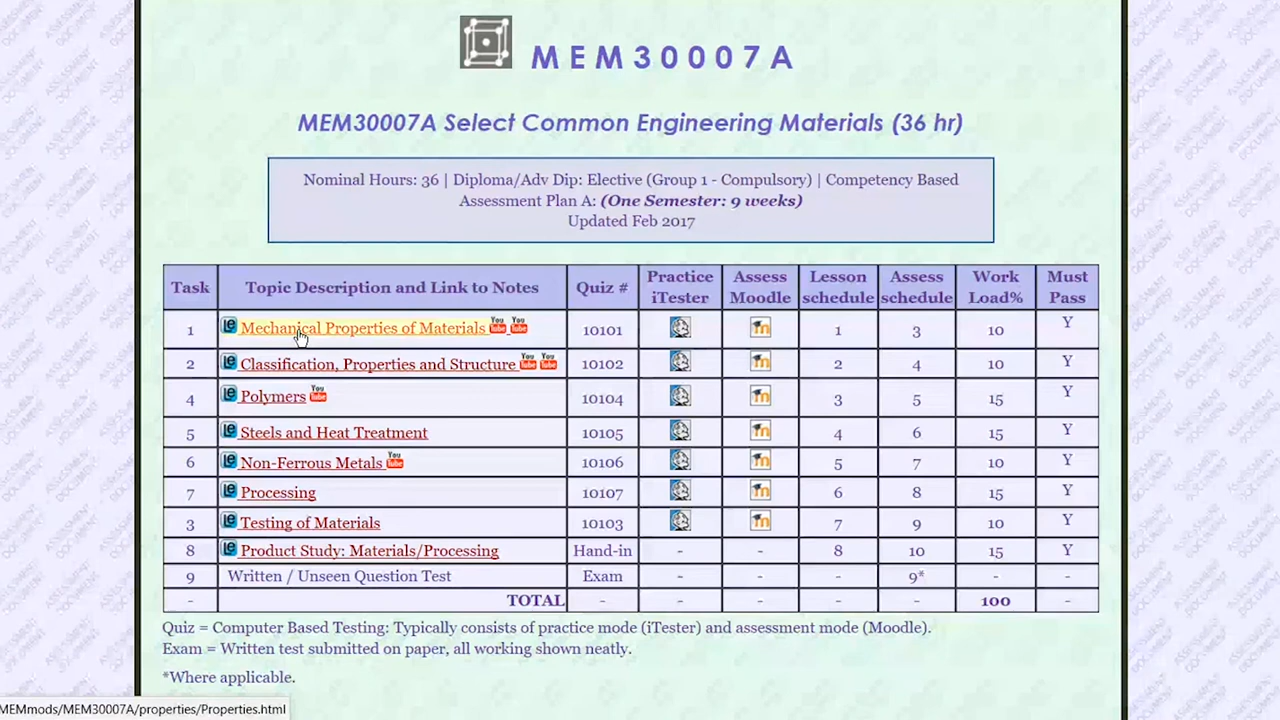 MEM30007A
MEM30007A Select Common Engineering Materials (36 hr)
Nominal Hours: 36 | Diploma/Adv Dip: Elective (Group 1 - Compulsory) | Competency Based
Assessment Plan A: (One Semester: 9 weeks)
Updated Feb 2017
Task Topic Description and Link to Notes Quiz # Practice iTester Assess Moodle Lesson schedule Assess schedule Work Load% Must Pass
1 Mechanical Properties of Materials 10101 1 3 10 Y
2 Classification, Properties and Structure 10102 2 4 10 Y
4 Polymers 10104 3 5 15 Y
5 Steels and Heat Treatment 10105 4 6 15 Y
6 Non-Ferrous Metals 10106 5 7 10 Y
7 Processing 10107 6 8 15 Y
3 Testing of Materials 10103 7 9 10 Y
8 Product Study: Materials/Processing Hand-in - - 8 10 15 Y
9 Written / Unseen Question Test Exam - - - 9* - -
- TOTAL - - - - - 100 -
Quiz = Computer Based Testing: Typically consists of practice mode (iTester) and assessment mode (Moodle).
Exam = Written test submitted on paper, all working shown neatly.
*Where applicable.
MEMmods/MEM30007A/properties/Properties.html